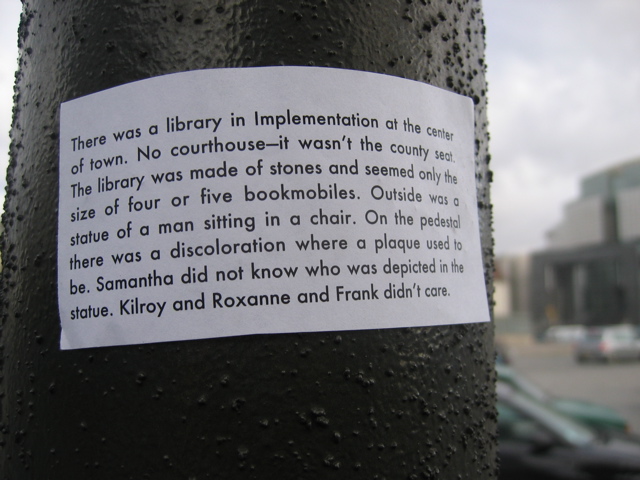 There was a library in Implementation at the center
of town. No courthouse—it wasn't the county seat.
The library was made of stones and seemed only the
size of four or five bookmobiles. Outside was a
statue of a man sitting in a chair. On the pedestal
there was a discoloration where a plaque used to
be. Samantha did not know who was depicted in the
statue. Kilroy and Roxanne and Frank didn't care.